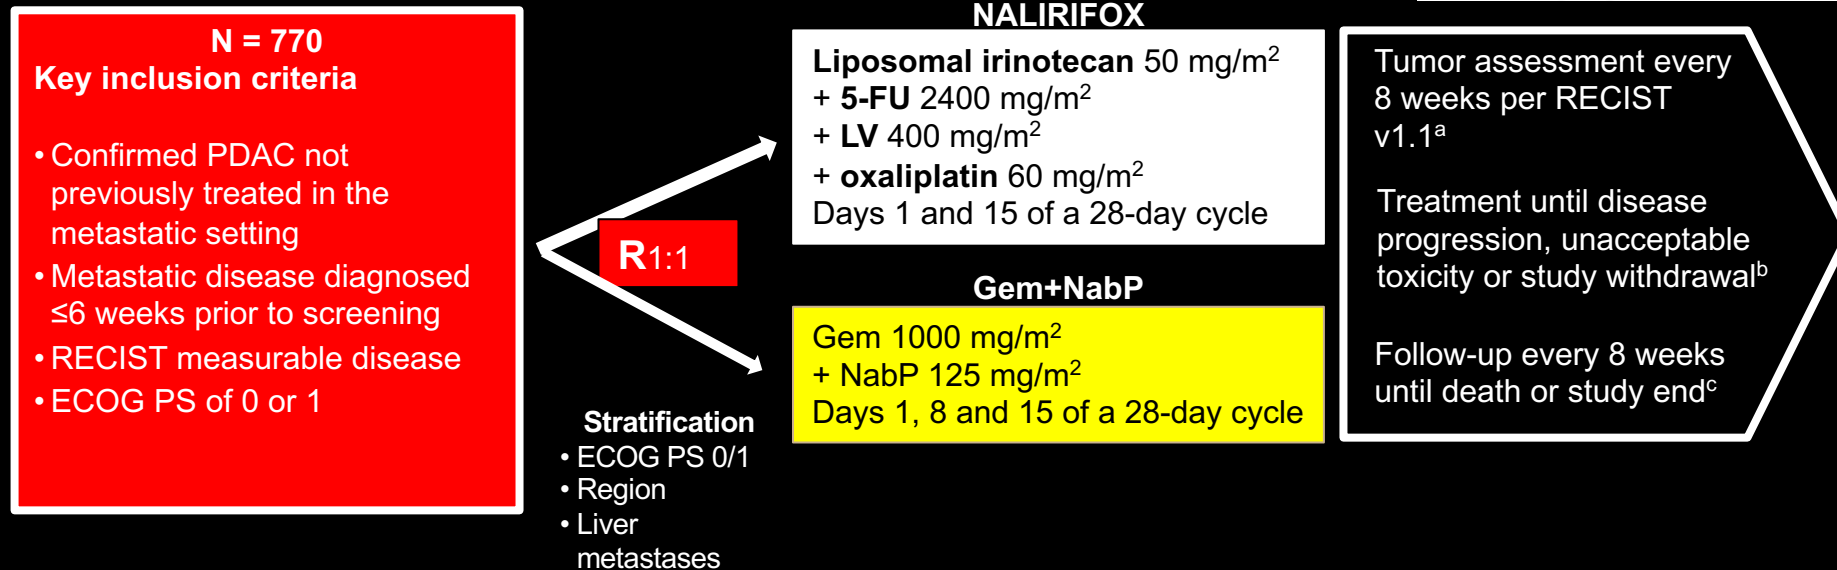 N = 770
Key inclusion criteria
• Confirmed PDAC not
previously treated in the
metastatic setting
• Metastatic disease diagnosed
≤6 weeks prior to screening
• RECIST measurable disease
• ECOG PS of 0 or 1
R1:1
Stratification
• ECOG PS 0/1
• Region
• Liver
metastases
NALIRIFOX
Liposomal irinotecan 50 mg/m²
+ 5-FU 2400 mg/m²
+ LV 400 mg/m²
+ oxaliplatin 60 mg/m²
Days 1 and 15 of a 28-day cycle
Gem+NabP
Gem 1000 mg/m²
+ NabP 125 mg/m²
Days 1, 8 and 15 of a 28-day cycle
Tumor assessment every
8 weeks per RECIST
v1.1ᵃ
Treatment until disease
progression, unacceptable
toxicity or study withdrawalᵇ
Follow-up every 8 weeks
until death or study endᶜ